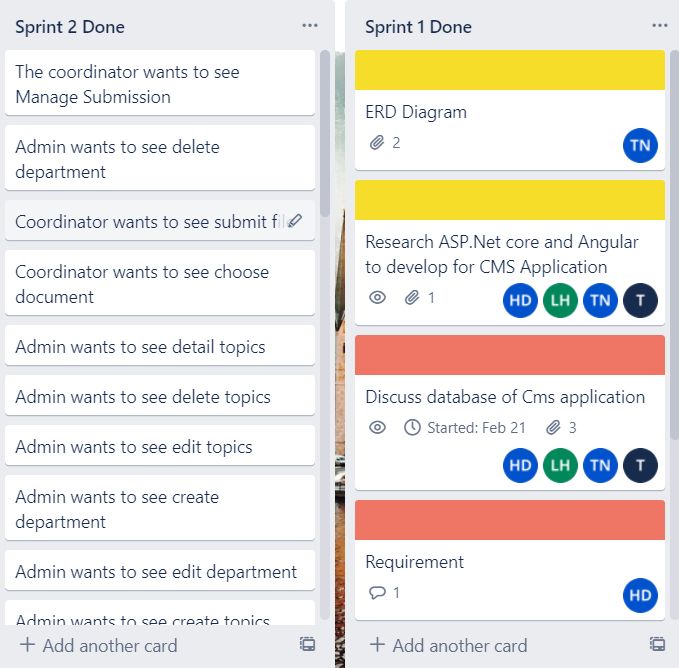 Sprint 2 Done
The coordinator wants to see
Manage Submission
Admin wants to see delete
department
Coordinator wants to see submit file
Coordinator wants to see choose
document
Admin wants to see detail topics
Admin wants to see delete topics
Admin wants to see edit topics
Admin wants to see create
department
Admin wants to see edit department
Admin wants to see create topics
+ Add another card
Sprint 1 Done
ERD Diagram
2
TN
Research ASP.Net core and Angular
to develop for CMS Application
1
HD LH TN T
Discuss database of Cms application
Started: Feb 21 3
HD LH TN T
Requirement
1
HD
+ Add another card